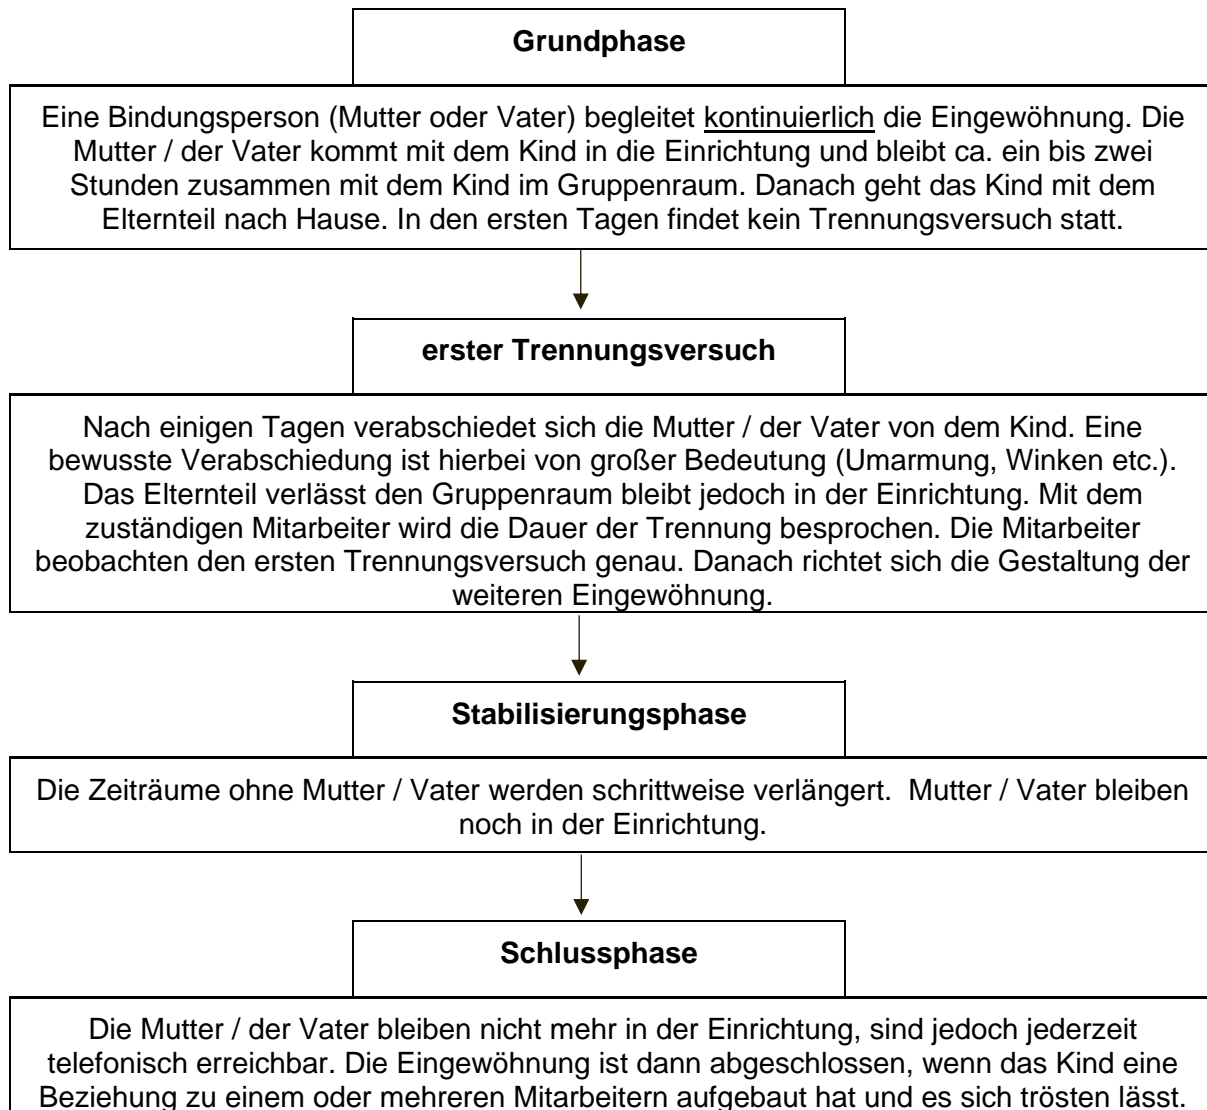 Grundphase
Eine Bindungsperson (Mutter oder Vater) begleitet kontinuierlich die Eingewöhnung. Die
Mutter / der Vater kommt mit dem Kind in die Einrichtung und bleibt ca. ein bis zwei
Stunden zusammen mit dem Kind im Gruppenraum. Danach geht das Kind mit dem
Elternteil nach Hause. In den ersten Tagen findet kein Trennungsversuch statt.
erster Trennungsversuch
Nach einigen Tagen verabschiedet sich die Mutter / der Vater von dem Kind. Eine
bewusste Verabschiedung ist hierbei von großer Bedeutung (Umarmung, Winken etc.).
Das Elternteil verlässt den Gruppenraum bleibt jedoch in der Einrichtung. Mit dem
zuständigen Mitarbeiter wird die Dauer der Trennung besprochen. Die Mitarbeiter
beobachten den ersten Trennungsversuch genau. Danach richtet sich die Gestaltung der
weiteren Eingewöhnung.
Stabilisierungsphase
Die Zeiträume ohne Mutter / Vater werden schrittweise verlängert.  Mutter / Vater bleiben
noch in der Einrichtung.
Schlussphase
Die Mutter / der Vater bleiben nicht mehr in der Einrichtung, sind jedoch jederzeit
telefonisch erreichbar. Die Eingewöhnung ist dann abgeschlossen, wenn das Kind eine
Beziehung zu einem oder mehreren Mitarbeitern aufgebaut hat und es sich trösten lässt.